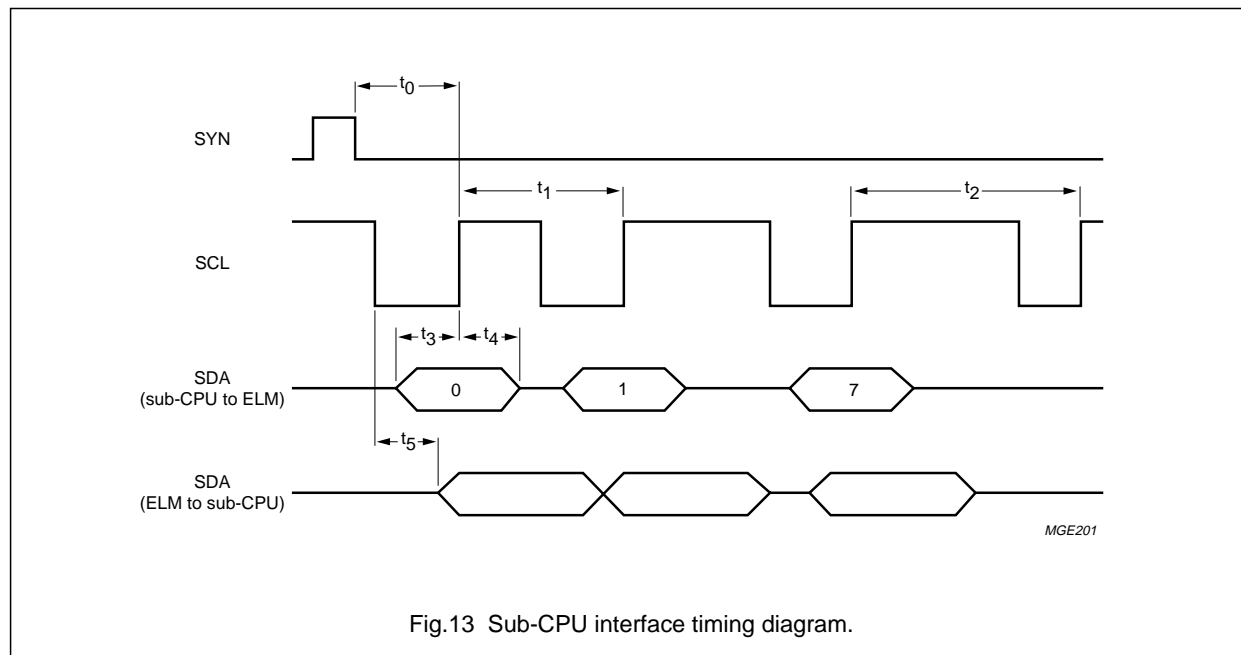 t0
SYN
t1
t2
SCL
t3
t4
SDA
(sub-CPU to ELM)
0
1
7
t5
SDA
(ELM to sub-CPU)
MGE201
Fig.13 Sub-CPU interface timing diagram.